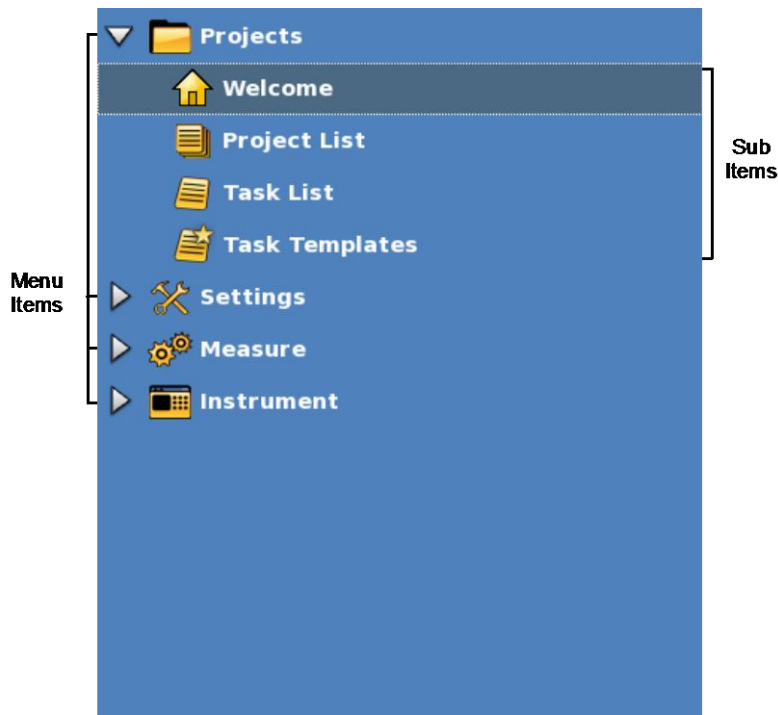 Projects
Welcome
Project List
Task List
Task Templates
Settings
Measure
Instrument
Menu
Items
Sub
Items